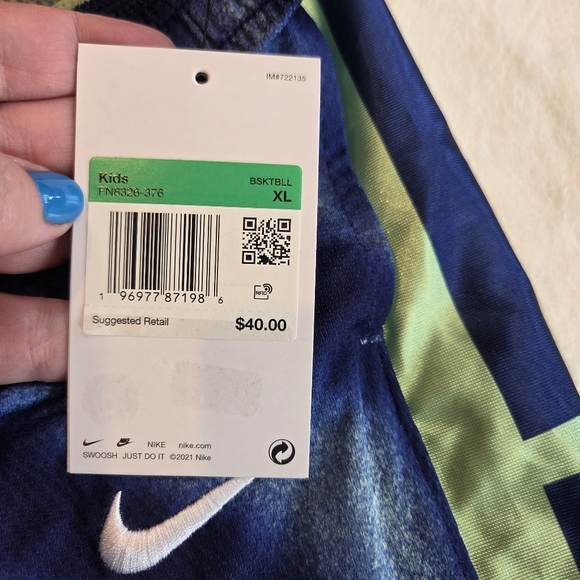 IM#722135
Kids
FN8326-376
BSKTBLL
XL
1 96977 87198 6
RFID
Suggested Retail $40.00
NIKE nike.com
SWOOSH JUST DO IT ©2021 Nike